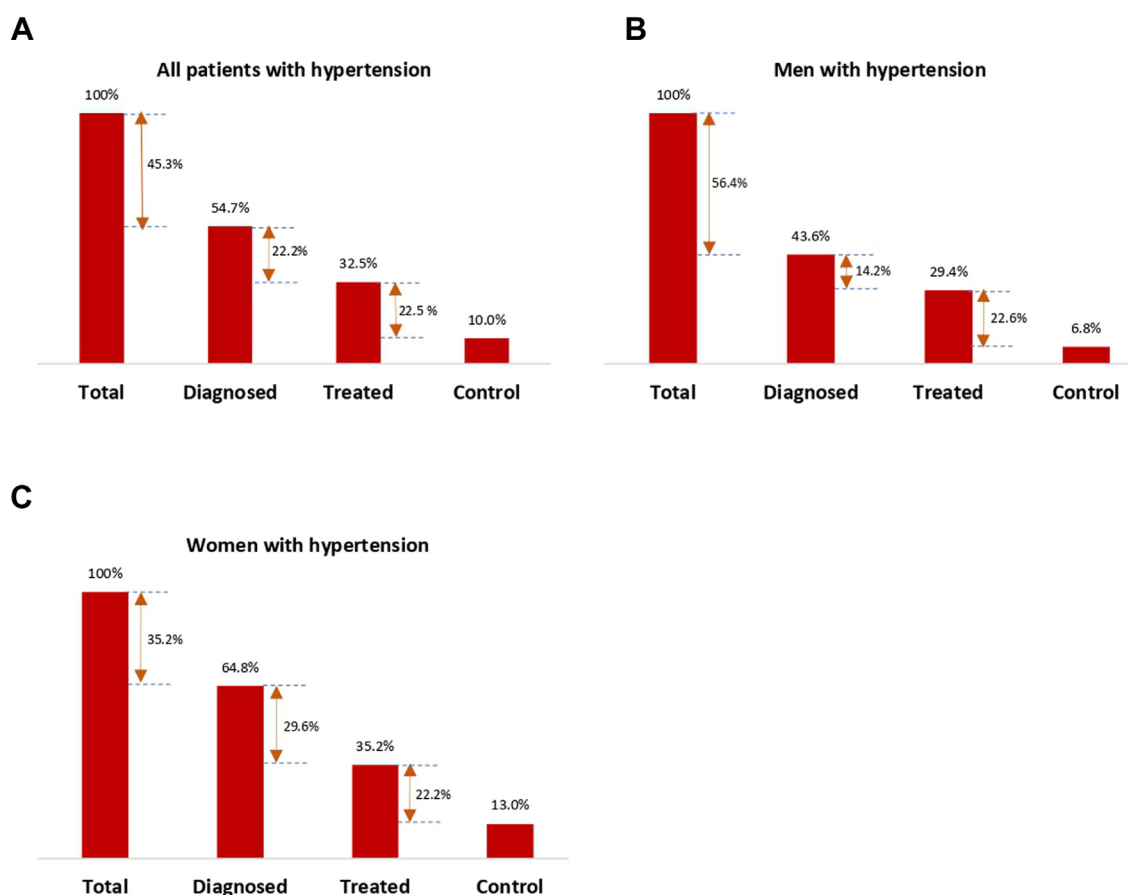 A
All patients with hypertension
100%
45.3%
54.7%
22.2%
32.5%
22.5 %
10.0%
Total Diagnosed Treated Control
B
Men with hypertension
100%
56.4%
43.6%
14.2%
29.4%
22.6%
6.8%
Total Diagnosed Treated Control
C
Women with hypertension
100%
35.2%
64.8%
29.6%
35.2%
22.2%
13.0%
Total Diagnosed Treated Control